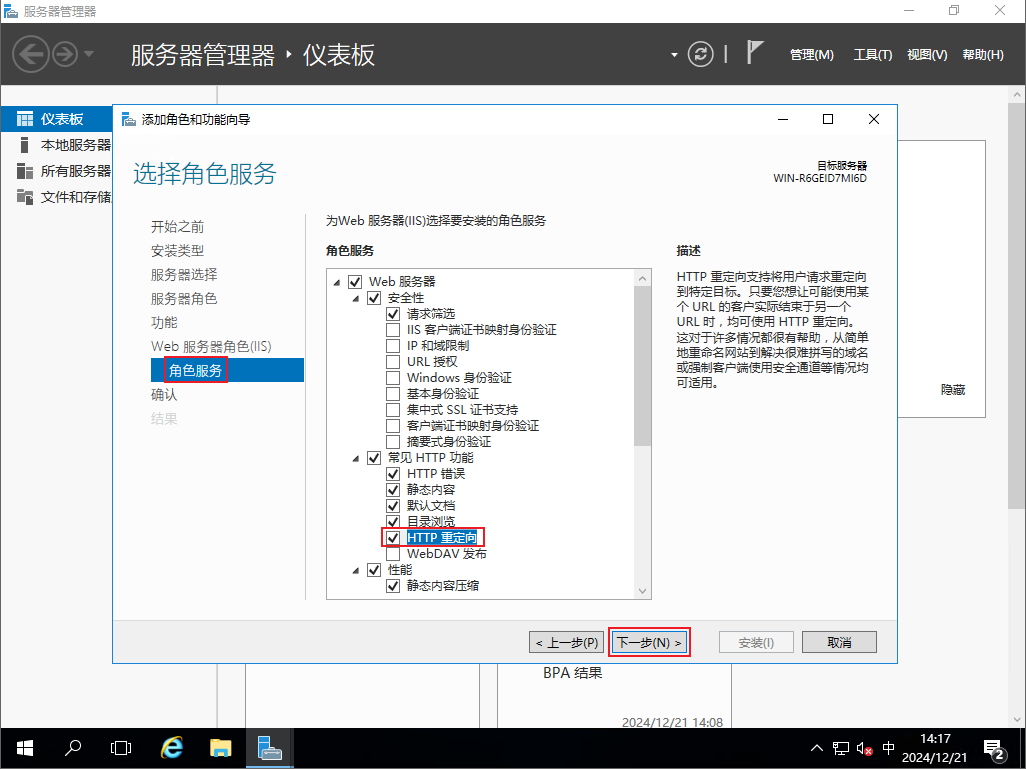 服务器管理器
服务器管理器 ‣ 仪表板
管理(M) 工具(T) 视图(V) 帮助(H)
仪表板
本地服务器
所有服务器
文件和存储
添加角色和功能向导
选择角色服务
目标服务器
WIN-R6GEID7MI6D
开始之前
安装类型
服务器选择
服务器角色
功能
Web 服务器角色(IIS)
角色服务
确认
结果
为Web 服务器(IIS)选择要安装的角色服务
角色服务
Web 服务器
安全性
请求筛选
IIS 客户端证书映射身份验证
IP 和域限制
URL 授权
Windows 身份验证
基本身份验证
集中式 SSL 证书支持
客户端证书映射身份验证
摘要式身份验证
常见 HTTP 功能
HTTP 错误
静态内容
默认文档
目录浏览
HTTP 重定向
WebDAV 发布
性能
静态内容压缩
描述
HTTP 重定向支持将用户请求重定向
到特定目标。只要您想让可能使用某
个 URL 的客户实际结束于另一个
URL 时，均可使用 HTTP 重定向。
这对于许多情况都很有帮助，从简单
地重命名网站到解决很难拼写的域名
或强制客户端使用安全通道等情况均
可适用。
隐藏
< 上一步(P) 下一步(N) > 安装(I) 取消
BPA 结果
2024/12/21 14:08
中
14:17
2024/12/21
2